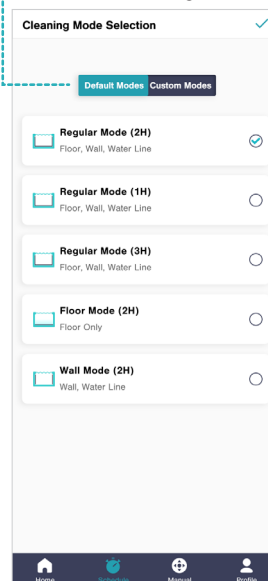 Cleaning Mode Selection
Default Modes Custom Modes
Regular Mode (2H)
Floor, Wall, Water Line
Regular Mode (1H)
Floor, Wall, Water Line
Regular Mode (3H)
Floor, Wall, Water Line
Floor Mode (2H)
Floor Only
Wall Mode (2H)
Wall, Water Line
Home Schedule Manual Profile